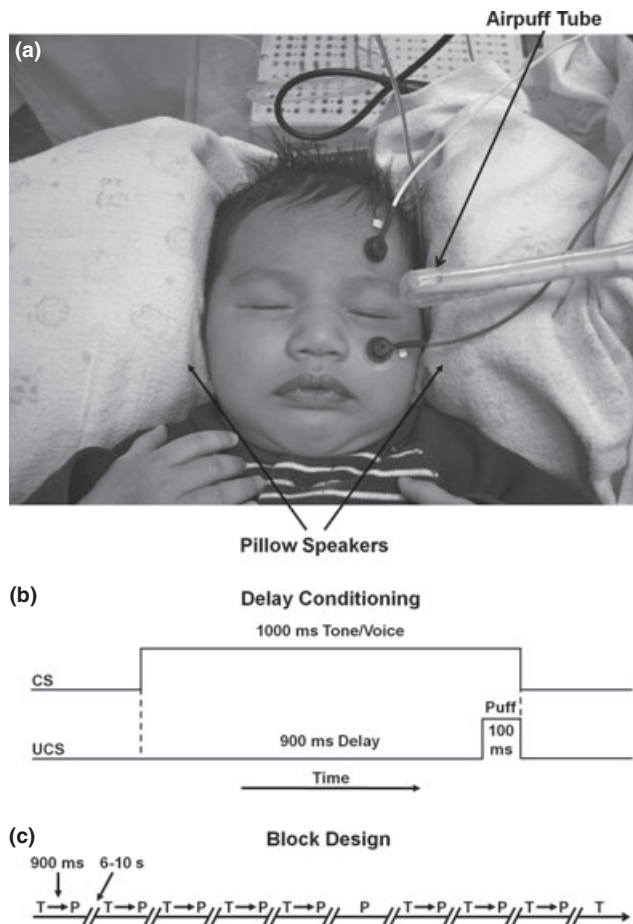 Airpuff Tube
(a)
Pillow Speakers
(b)
Delay Conditioning
1000 ms Tone/Voice
CS
Puff
100
ms
900 ms Delay
UCS
Time
(c)
Block Design
900 ms 6-10 s
T→P // T→P // T→P // T→P // T→P // P // T→P // T→P // T→P // T